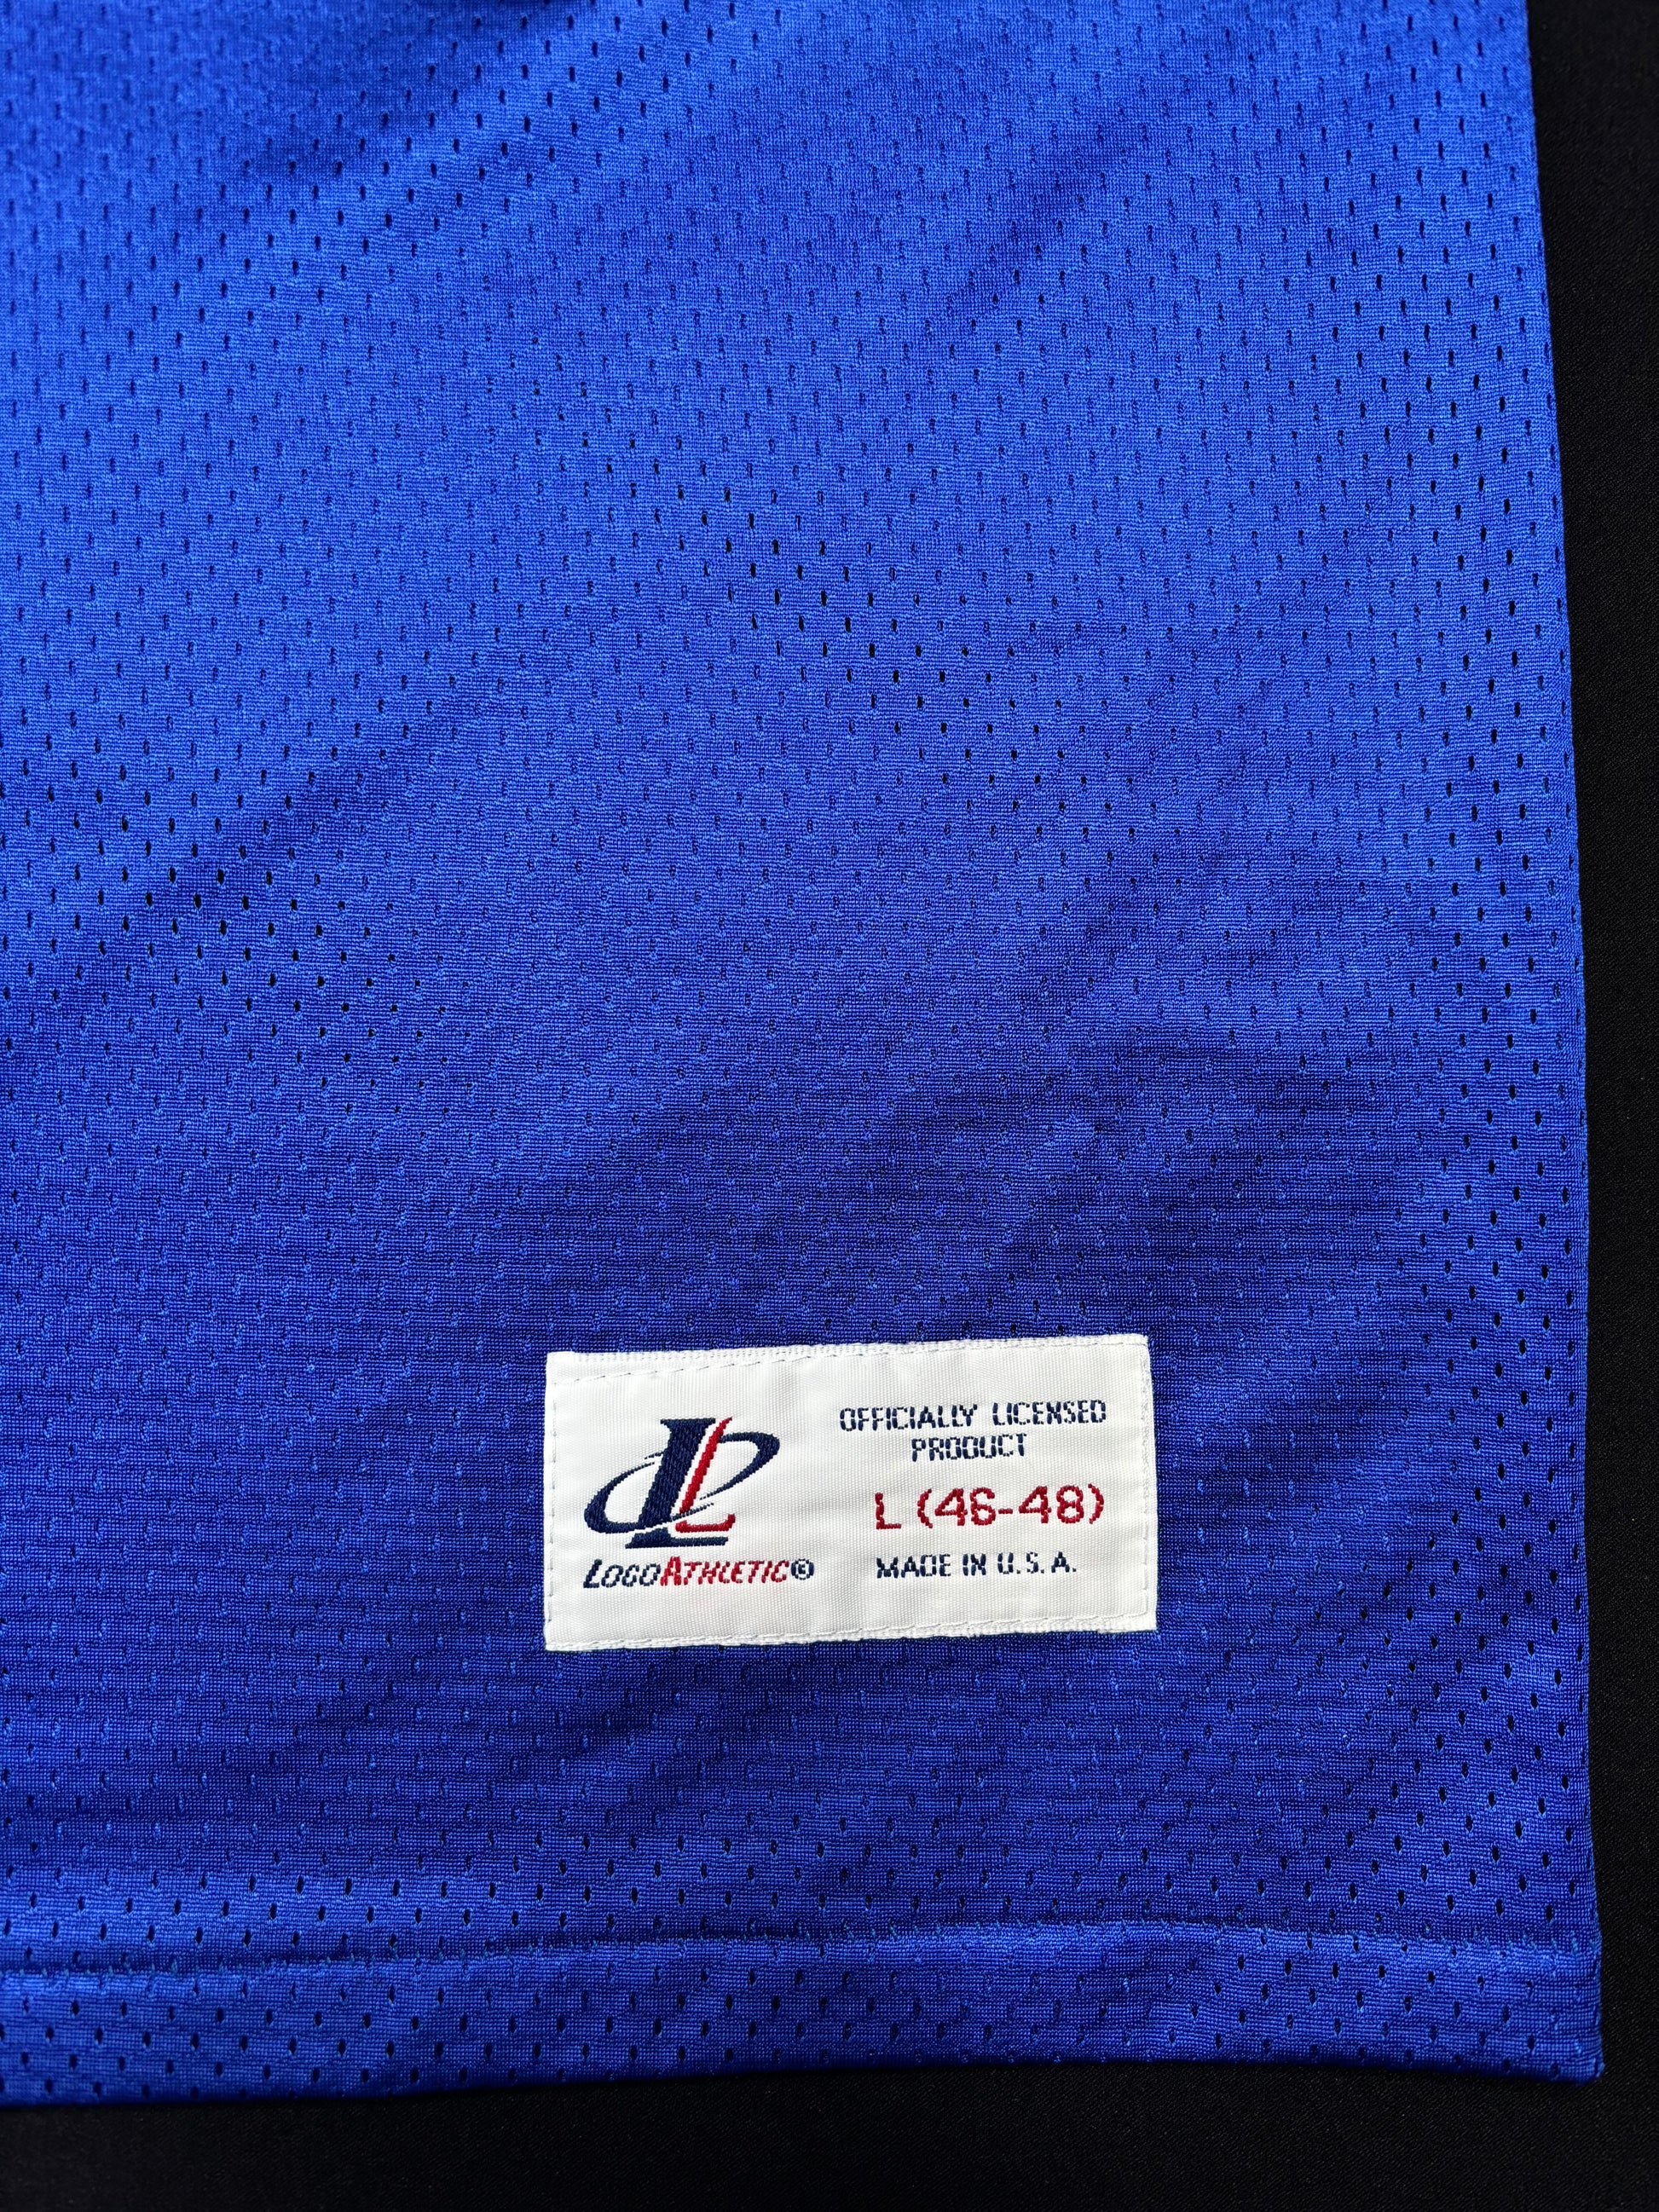 OFFICIALLY LICENSED
PRODUCT
L (46-48)
LOGOATHLETIC®
MADE IN U.S.A.